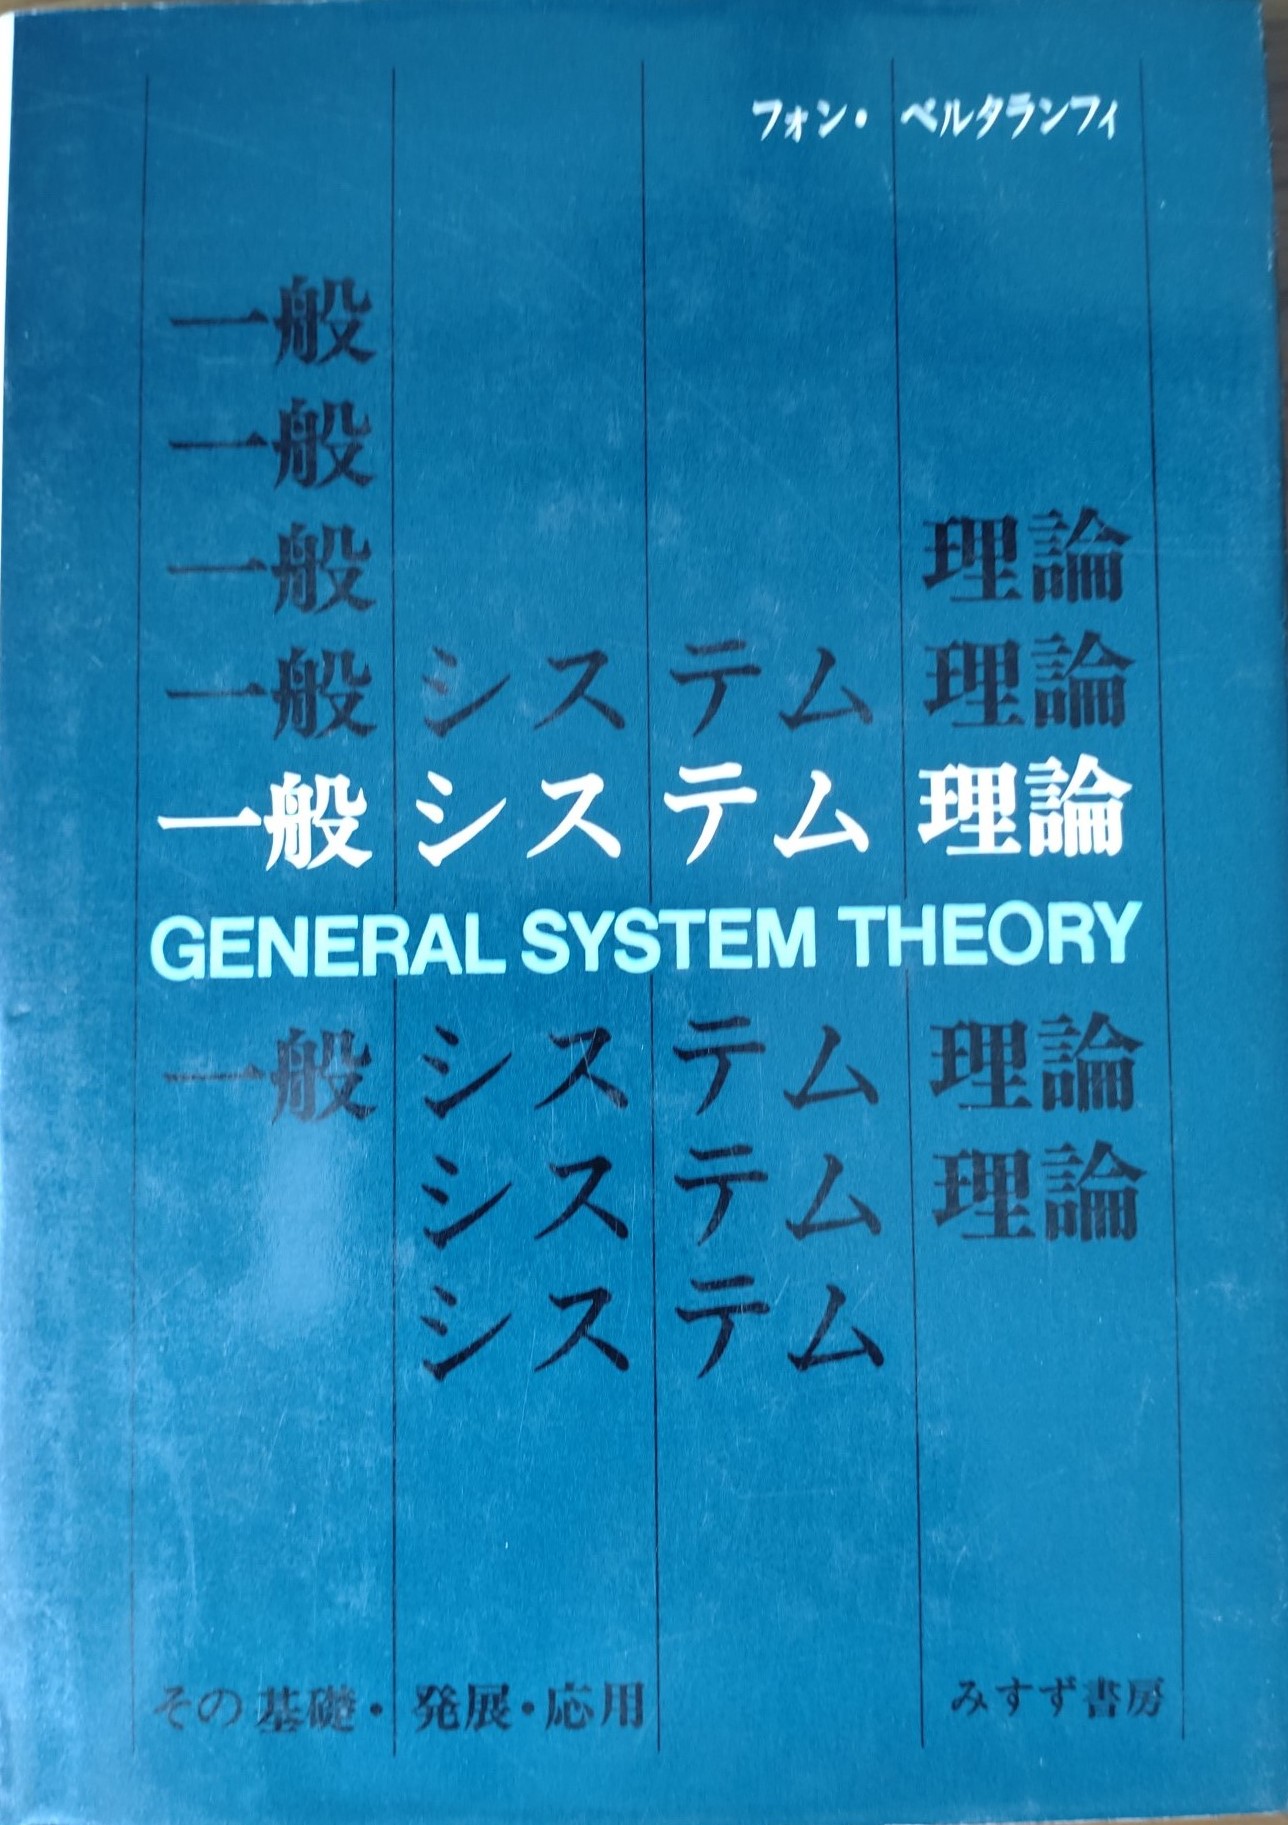 フォン・ベルタランフィ
一般
一般
一般 理論
一般システム理論
一般システム理論
GENERAL SYSTEM THEORY
一般システム理論
システム理論
システム
その基礎・発展・応用 みすず書房